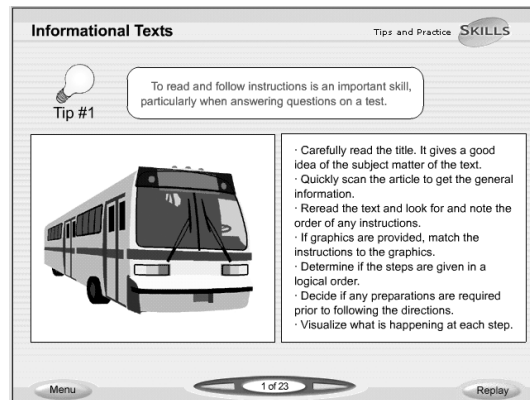 Informational Texts
Tips and Practice SKILLS
To read and follow instructions is an important skill,
particularly when answering questions on a test.
Tip #1
· Carefully read the title. It gives a good
idea of the subject matter of the text.
· Quickly scan the article to get the general
information.
· Reread the text and look for and note the
order of any instructions.
· If graphics are provided, match the
instructions to the graphics.
· Determine if the steps are given in a
logical order.
· Decide if any preparations are required
prior to following the directions.
· Visualize what is happening at each step.
Menu
1 of 23
Replay